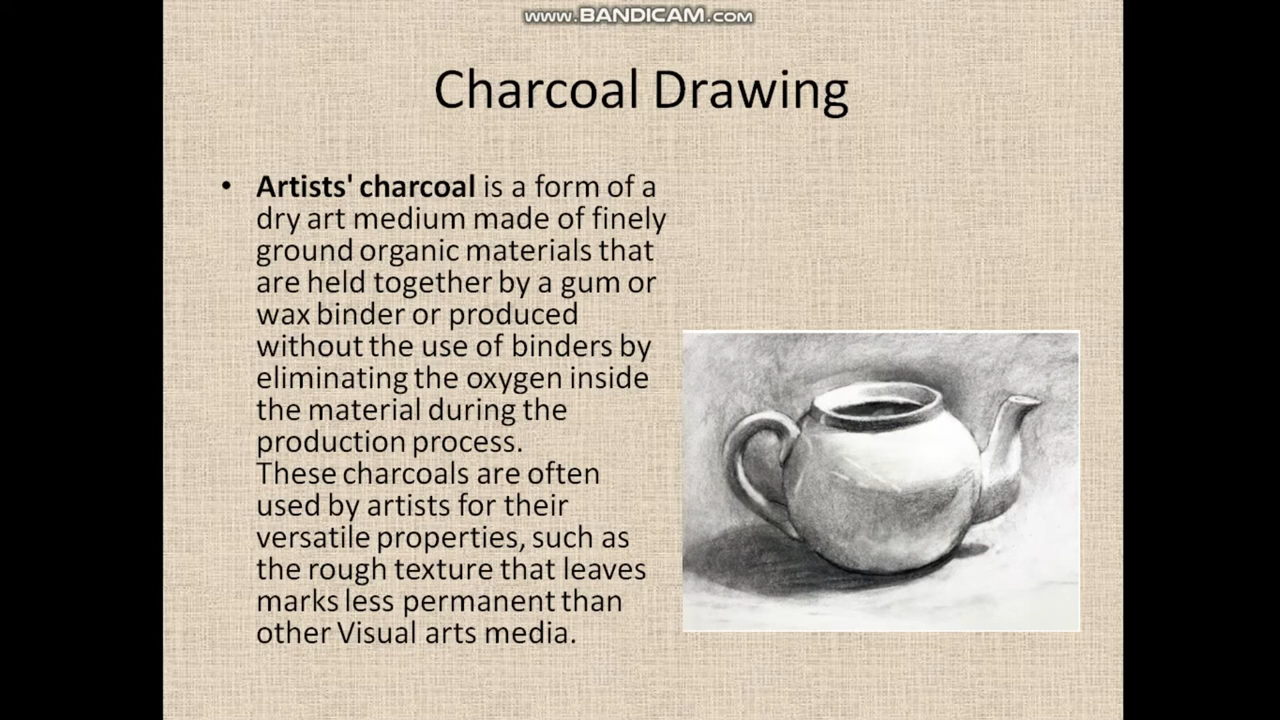 www.BANDICAM.com
Charcoal Drawing
• Artists' charcoal is a form of a
dry art medium made of finely
ground organic materials that
are held together by a gum or
wax binder or produced
without the use of binders by
eliminating the oxygen inside
the material during the
production process.
These charcoals are often
used by artists for their
versatile properties, such as
the rough texture that leaves
marks less permanent than
other Visual arts media.